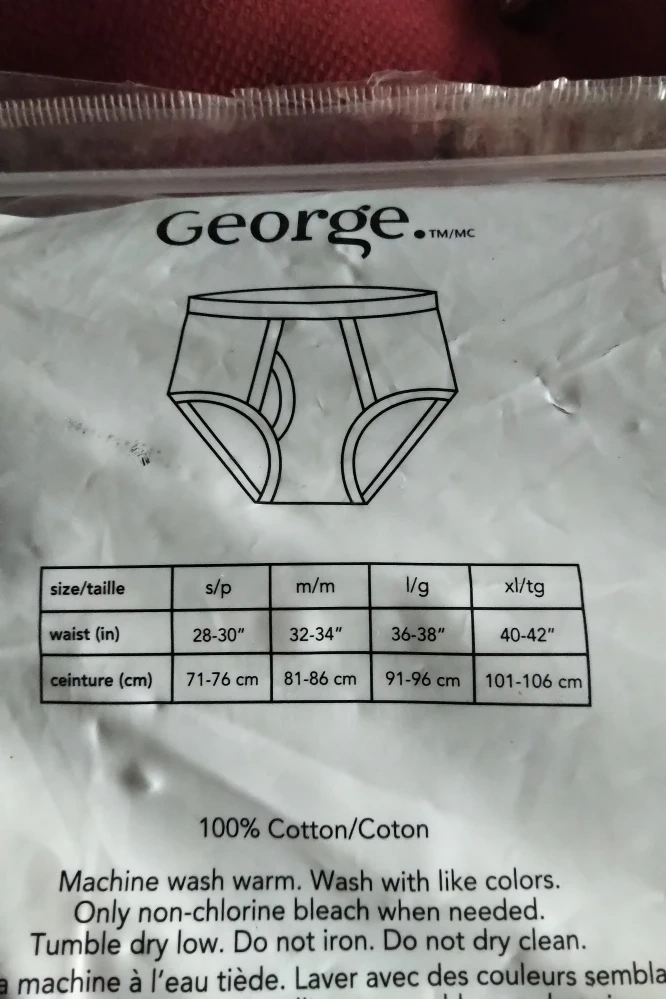 George.TM/MC
size/taille s/p m/m l/g xl/tg
waist (in) 28-30" 32-34" 36-38" 40-42"
ceinture (cm) 71-76 cm 81-86 cm 91-96 cm 101-106 cm
100% Cotton/Coton
Machine wash warm. Wash with like colors.
Only non-chlorine bleach when needed.
Tumble dry low. Do not iron. Do not dry clean.
machine à l'eau tiède. Laver avec des couleurs